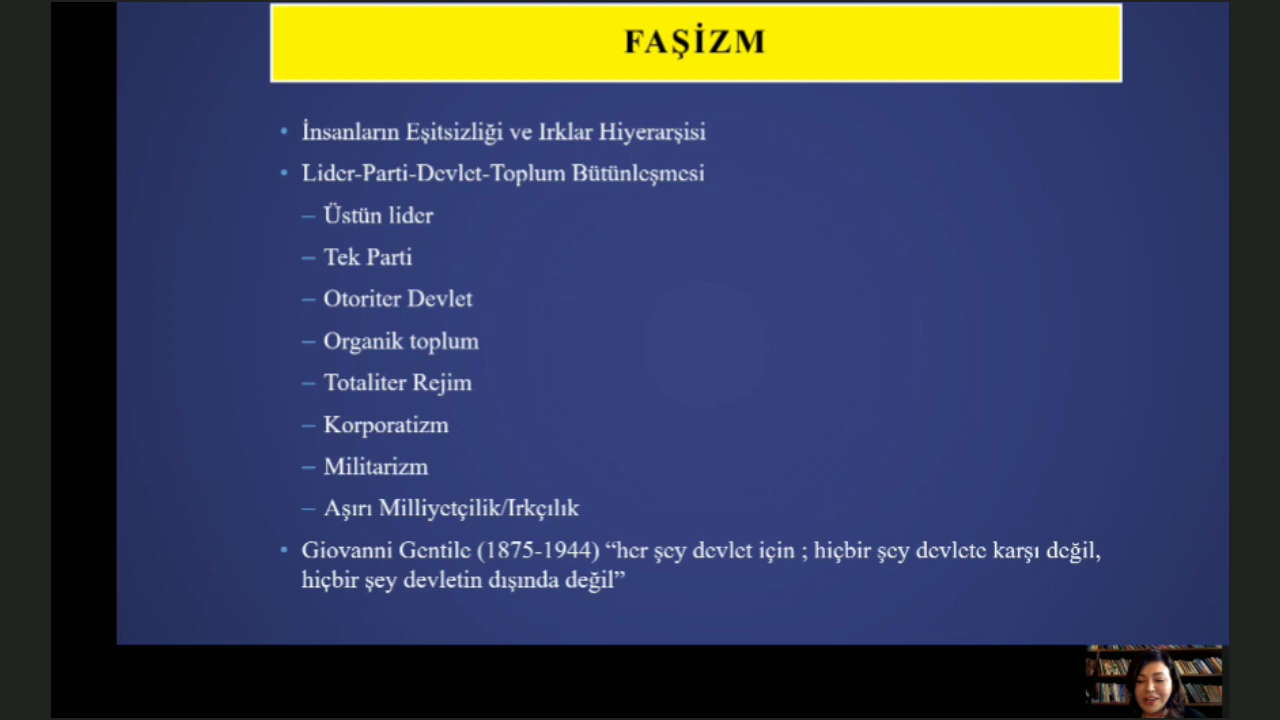 FAŞİZM
• İnsanların Eşitsizliği ve Irklar Hiyerarşisi
• Lider-Parti-Devlet-Toplum Bütünleşmesi
– Üstün lider
– Tek Parti
– Otoriter Devlet
– Organik toplum
– Totaliter Rejim
– Korporatizm
– Militarizm
– Aşırı Milliyetçilik/Irkçılık
• Giovanni Gentile (1875-1944) “her şey devlet için ; hiçbir şey devlete karşı değil,
hiçbir şey devletin dışında değil”